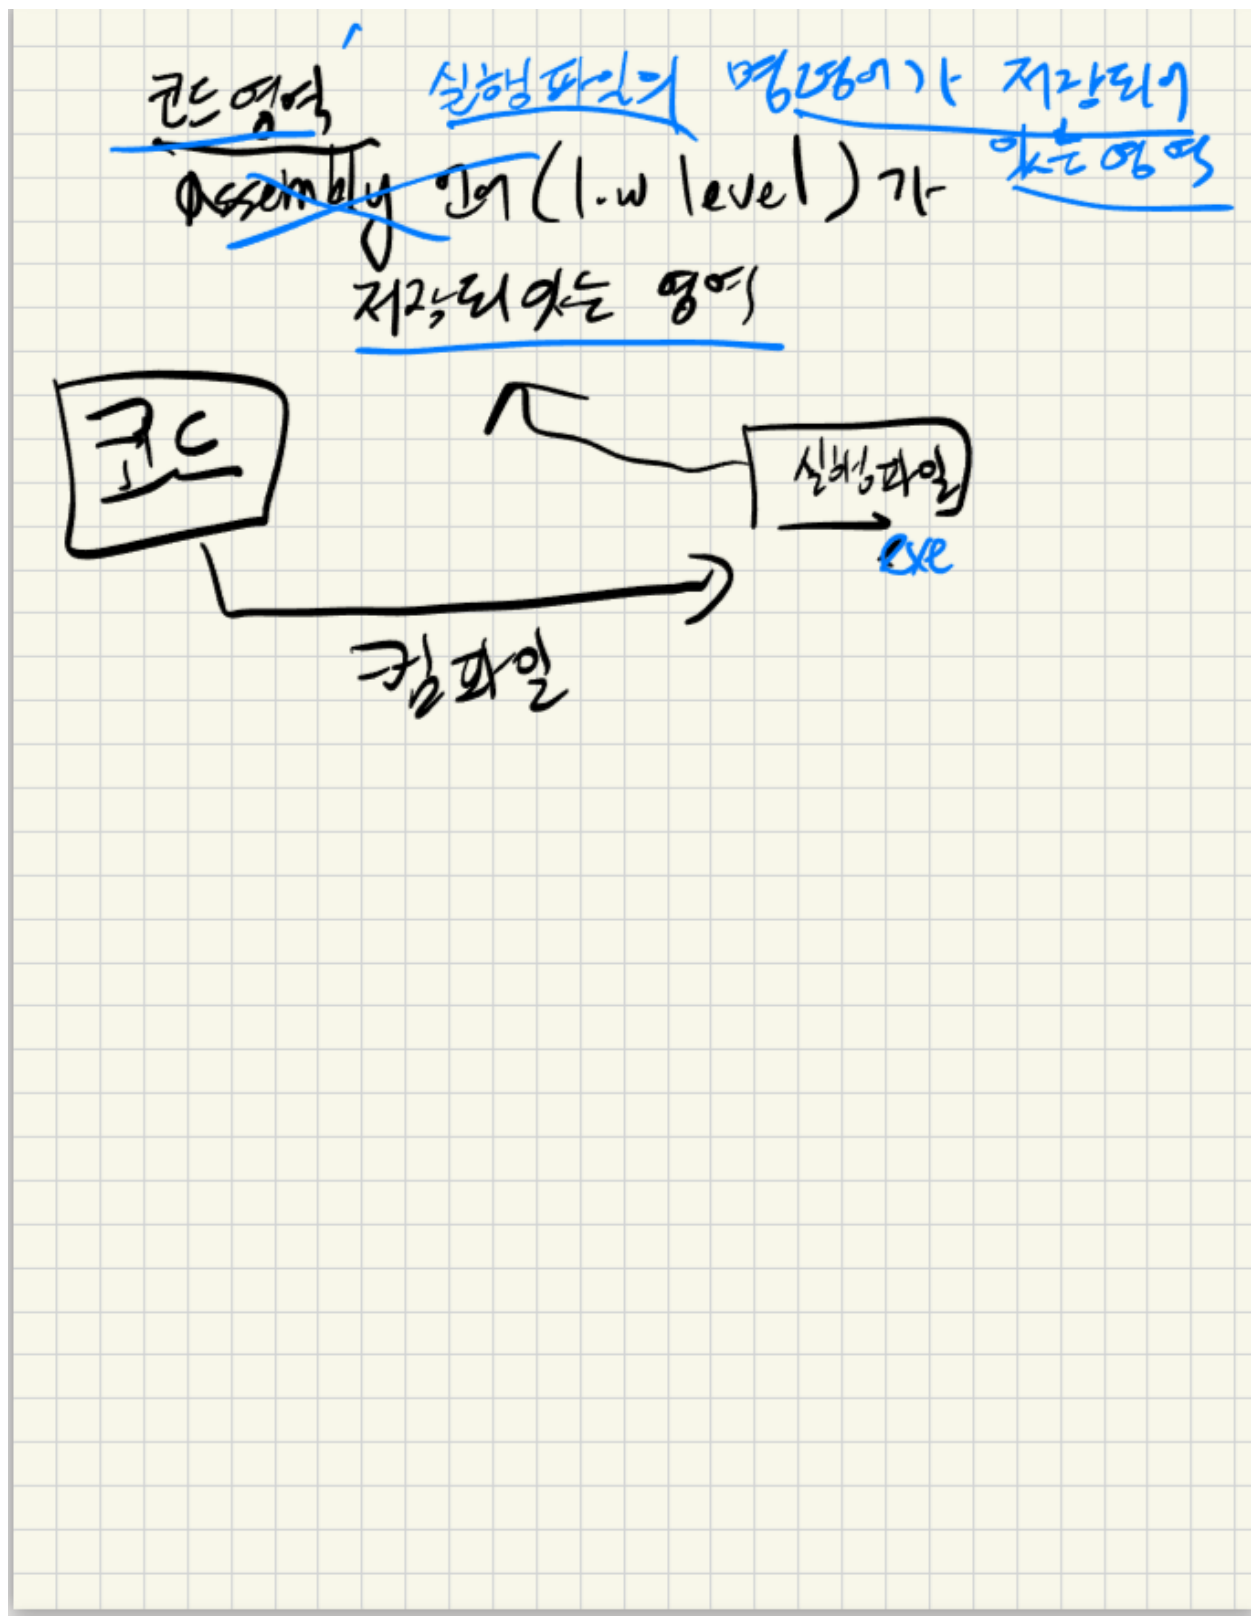 코드영역 실행파일의 명령어가 저장되어
있는 영역
Assembly 언어 (low level) 가
저장되있는 영역
코드
실행파일
exe
컴파일